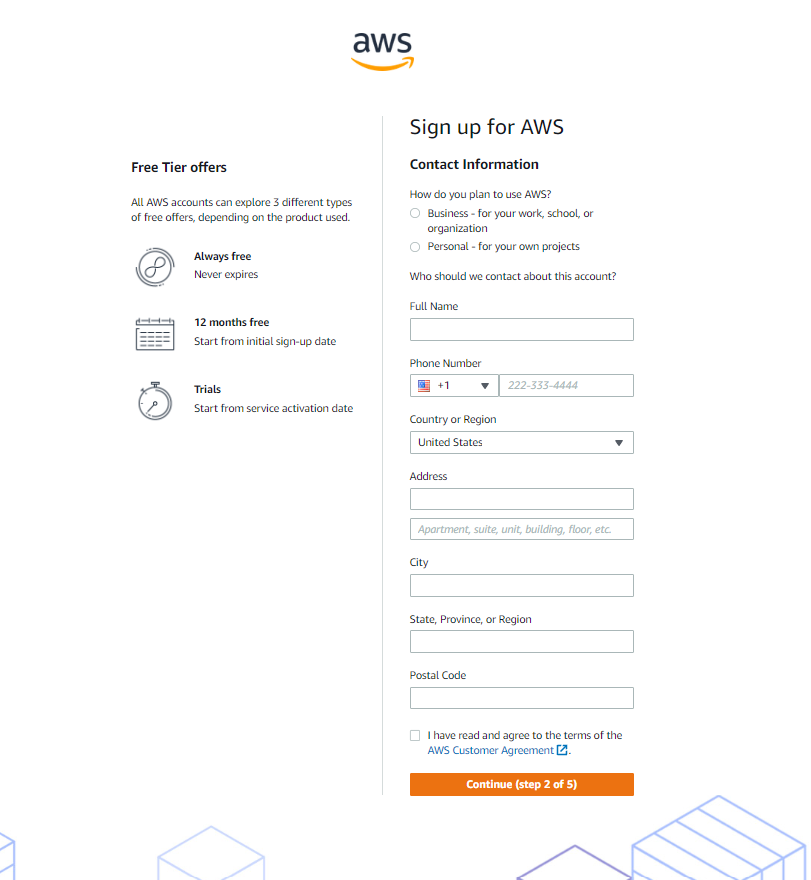 aws
Free Tier offers
All AWS accounts can explore 3 different types
of free offers, depending on the product used.
Always free
Never expires
12 months free
Start from initial sign-up date
Trials
Start from service activation date
Sign up for AWS
Contact Information
How do you plan to use AWS?
Business - for your work, school, or
organization
Personal - for your own projects
Who should we contact about this account?
Full Name
Phone Number
+1
222-333-4444
Country or Region
United States
Address
Apartment, suite, unit, building, floor, etc.
City
State, Province, or Region
Postal Code
I have read and agree to the terms of the
AWS Customer Agreement.
Continue (step 2 of 5)